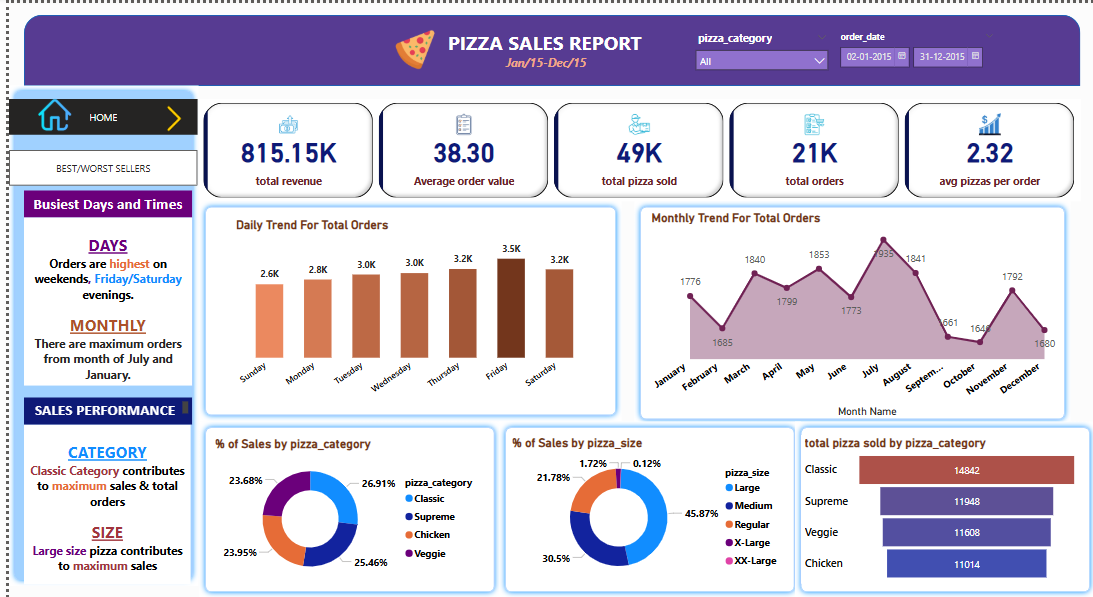 PIZZA SALES REPORT
Jan/15-Dec/15
pizza_category
All
order_date
02-01-2015
31-12-2015
HOME
BEST/WORST SELLERS
Busiest Days and Times
DAYS
Orders are highest on
weekends, Friday/Saturday
evenings.
MONTHLY
There are maximum orders
from month of July and
January.
SALES PERFORMANCE
CATEGORY
Classic Category contributes
to maximum sales & total
orders
SIZE
Large size pizza contributes
to maximum sales
815.15K
total revenue
38.30
Average order value
49K
total pizza sold
21K
total orders
2.32
avg pizzas per order
Daily Trend For Total Orders
2.6K
2.8K
3.0K
3.0K
3.2K
3.5K
3.2K
Sunday
Monday
Tuesday
Wednesday
Thursday
Friday
Saturday
Monthly Trend For Total Orders
1776
1685
1840
1799
1853
1773
1935
1841
1661
1646
1792
1680
January
February
March
April
May
June
July
August
Septem...
October
November
December
Month Name
% of Sales by pizza_category
26.91%
25.46%
23.95%
23.68%
pizza_category
Classic
Supreme
Chicken
Veggie
% of Sales by pizza_size
1.72%
0.12%
21.78%
45.87%
30.5%
pizza_size
Large
Medium
Regular
X-Large
XX-Large
total pizza sold by pizza_category
Classic 14842
Supreme 11948
Veggie 11608
Chicken 11014